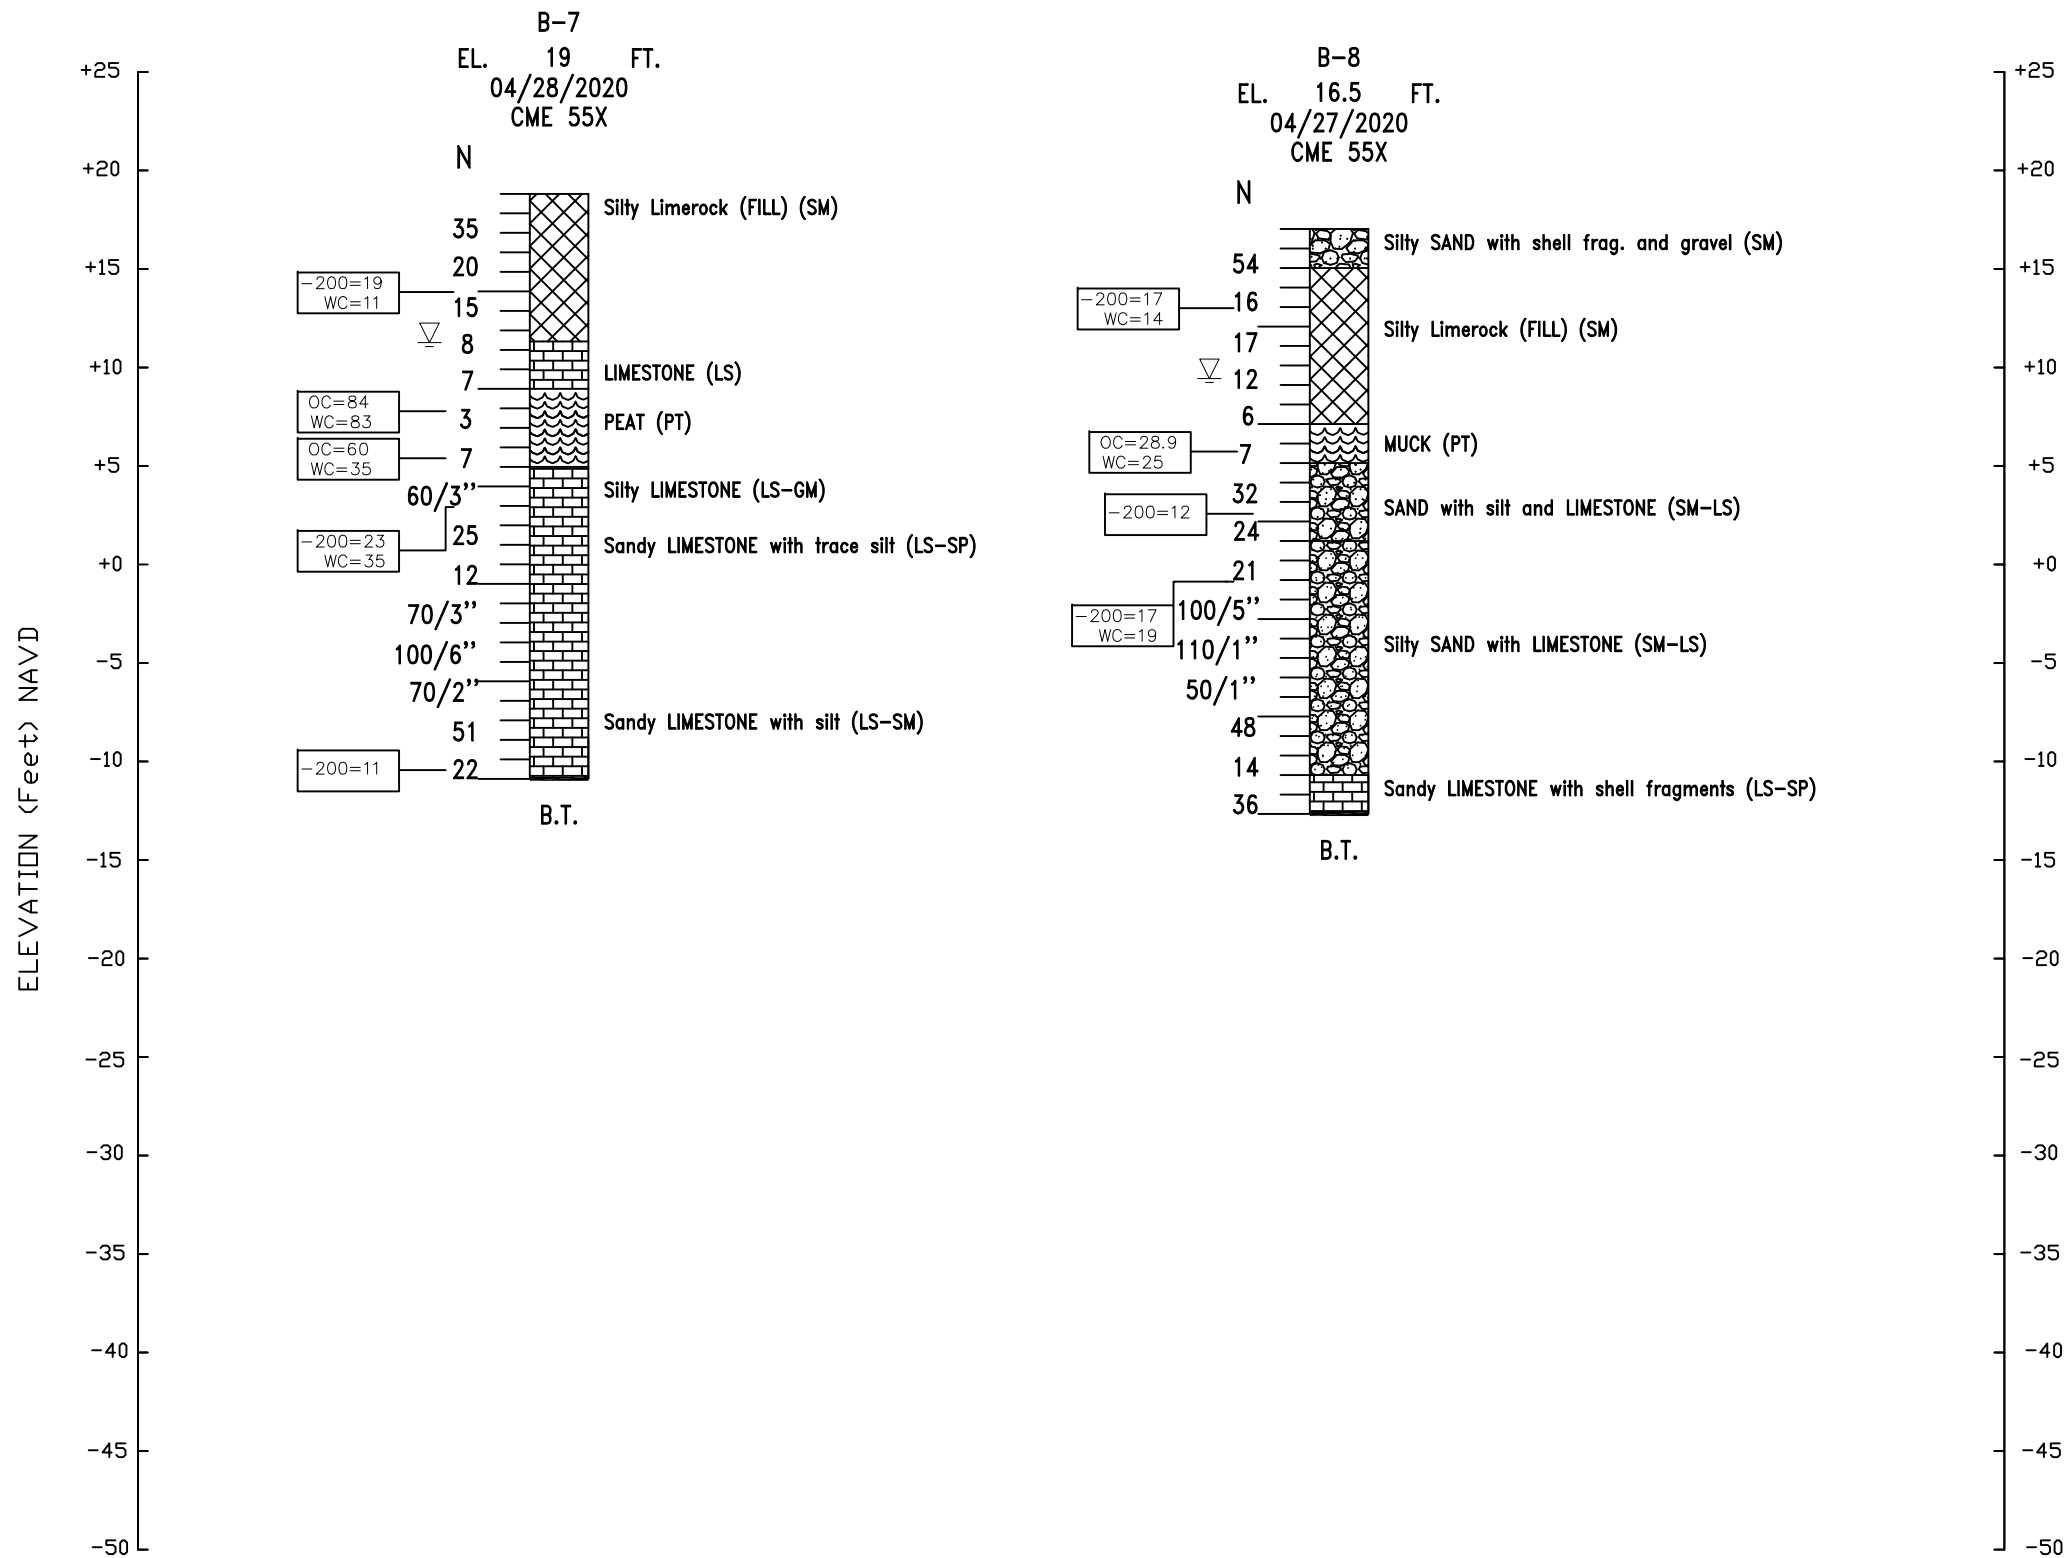 B-7
EL. 19 FT.
04/28/2020
CME 55X
N
35
20
15
8
7
3
7
60/3’’
25
12
70/3’’
100/6’’
70/2’’
51
22
-200=19
WC=11
OC=84
WC=83
OC=60
WC=35
-200=23
WC=35
-200=11
Silty Limerock (FILL) (SM)
LIMESTONE (LS)
PEAT (PT)
Silty LIMESTONE (LS-GM)
Sandy LIMESTONE with trace silt (LS-SP)
Sandy LIMESTONE with silt (LS-SM)
B.T.
B-8
EL. 16.5 FT.
04/27/2020
CME 55X
N
54
16
17
12
6
7
32
24
21
100/5’’
110/1’’
50/1’’
48
14
36
-200=17
WC=14
OC=28.9
WC=25
-200=12
-200=17
WC=19
Silty SAND with shell frag. and gravel (SM)
Silty Limerock (FILL) (SM)
MUCK (PT)
SAND with silt and LIMESTONE (SM-LS)
Silty SAND with LIMESTONE (SM-LS)
Sandy LIMESTONE with shell fragments (LS-SP)
B.T.
ELEVATION (Feet) NAVD
+25
+20
+15
+10
+5
+0
-5
-10
-15
-20
-25
-30
-35
-40
-45
-50
+25
+20
+15
+10
+5
+0
-5
-10
-15
-20
-25
-30
-35
-40
-45
-50